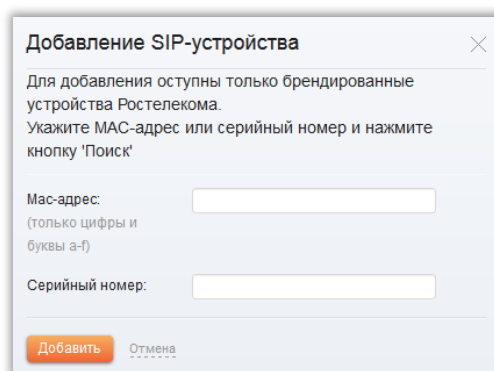 Добавление SIP-устройства
Для добавления оступны только брендированные
устройства Ростелекома.
Укажите MAC-адрес или серийный номер и нажмите
кнопку 'Поиск'
Mac-адрес:
(только цифры и
буквы a-f)
Серийный номер:
Добавить Отмена